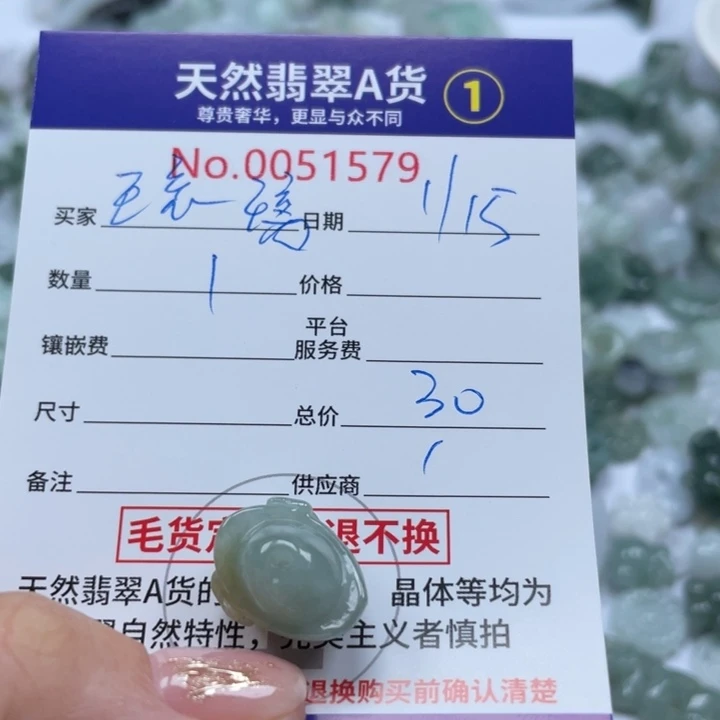 天然翡翠A货 1
尊贵奢华，更显与众不同
No.0051579
买家 日期 1/15
数量 1 价格
镶嵌费 平台服务费
尺寸 总价 30
备注 供应商 1
毛货 退不换
天然翡翠A货的 晶体等均为
自然特性， 主义者慎拍
退换购买前确认清楚